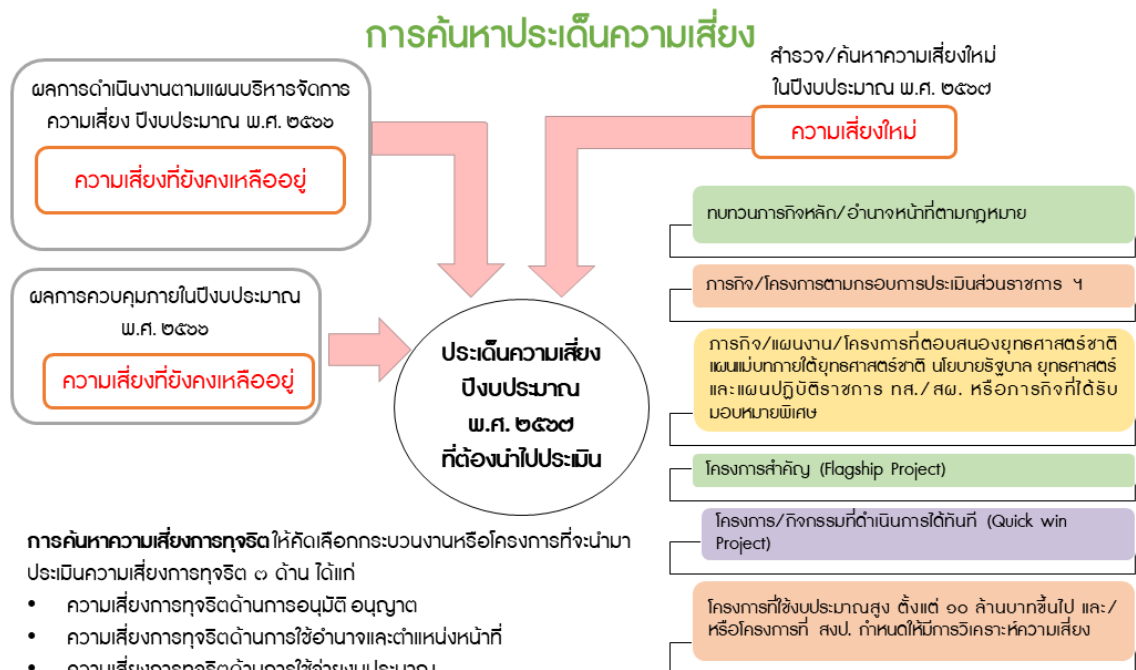 การค้นหาประเด็นความเสี่ยง
ผลการดำเนินงานตามแผนบริหารจัดการ
ความเสี่ยง ปีงบประมาณ พ.ศ. ๒๕๖๖
ความเสี่ยงที่ยังคงเหลืออยู่
สำรวจ/ค้นหาความเสี่ยงใหม่
ในปีงบประมาณ พ.ศ. ๒๕๖๗
ความเสี่ยงใหม่
ผลการควบคุมภายในปีงบประมาณ
พ.ศ. ๒๕๖๖
ความเสี่ยงที่ยังคงเหลืออยู่
ประเด็นความเสี่ยง
ปีงบประมาณ
พ.ศ. ๒๕๖๗
ที่ต้องนำไปประเมิน
ทบทวนภารกิจหลัก/อำนาจหน้าที่ตามกฎหมาย
ภารกิจ/โครงการตามกรอบการประเมินส่วนราชการ ฯ
ภารกิจ/แผนงาน/โครงการที่ตอบสนองยุทธศาสตร์ชาติ
แผนแม่บทภายใต้ยุทธศาสตร์ชาติ นโยบายรัฐบาล ยุทธศาสตร์
และแผนปฏิบัติราชการ ทส./สผ. หรือภารกิจที่ได้รับ
มอบหมายพิเศษ
โครงการสำคัญ (Flagship Project)
โครงการ/กิจกรรมที่ดำเนินการได้ทันที (Quick win
Project)
โครงการที่ใช้งบประมาณสูง ตั้งแต่ ๑๐ ล้านบาทขึ้นไป และ/
หรือโครงการที่ สงป. กำหนดให้มีการวิเคราะห์ความเสี่ยง
การค้นหาความเสี่ยงการทุจริต ให้คัดเลือกกระบวนงานหรือโครงการที่จะนำมา
ประเมินความเสี่ยงการทุจริต ๓ ด้าน ได้แก่
• ความเสี่ยงการทุจริตด้านการอนุมัติ อนุญาต
• ความเสี่ยงการทุจริตด้านการใช้อำนาจและตำแหน่งหน้าที่
• ความเสี่ยงการทุจริตด้านการใช้จ่ายงบประมาณ